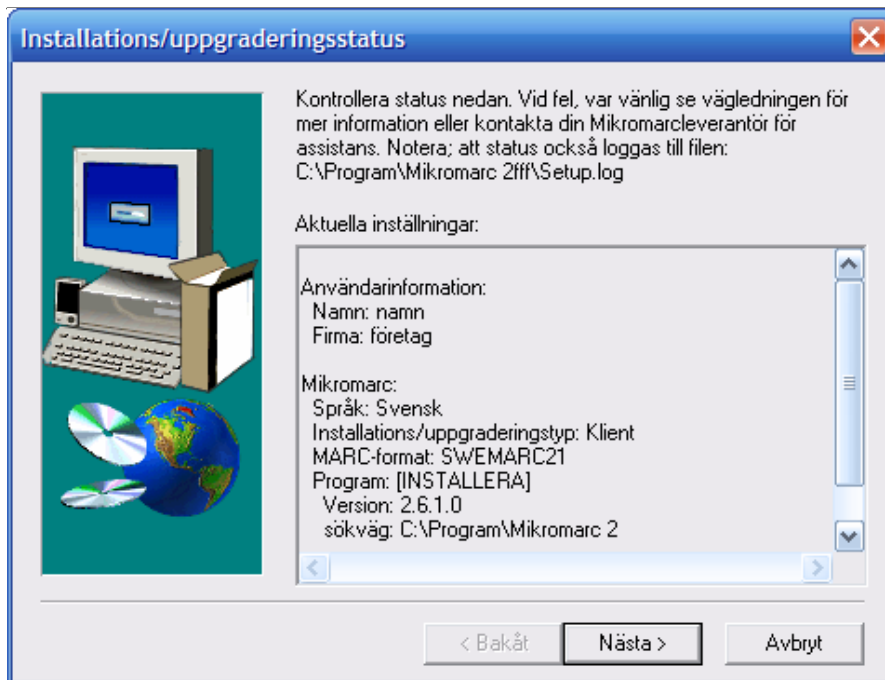 Installations/uppgraderingsstatus
Kontrollera status nedan. Vid fel, var vänlig se vägledningen för
mer information eller kontakta din Mikromarcleverantör för
assistans. Notera; att status också loggas till filen:
C:\Program\Mikromarc 2fff\Setup.log
Aktuella inställningar:
Användarinformation:
Namn: namn
Firma: företag
Mikromarc:
Språk: Svensk
Installations/uppgraderingstyp: Klient
MARC-format: SWEMARC21
Program: [INSTALLERA]
Version: 2.6.1.0
sökväg: C:\Program\Mikromarc 2
< Bakåt
Nästa >
Avbryt